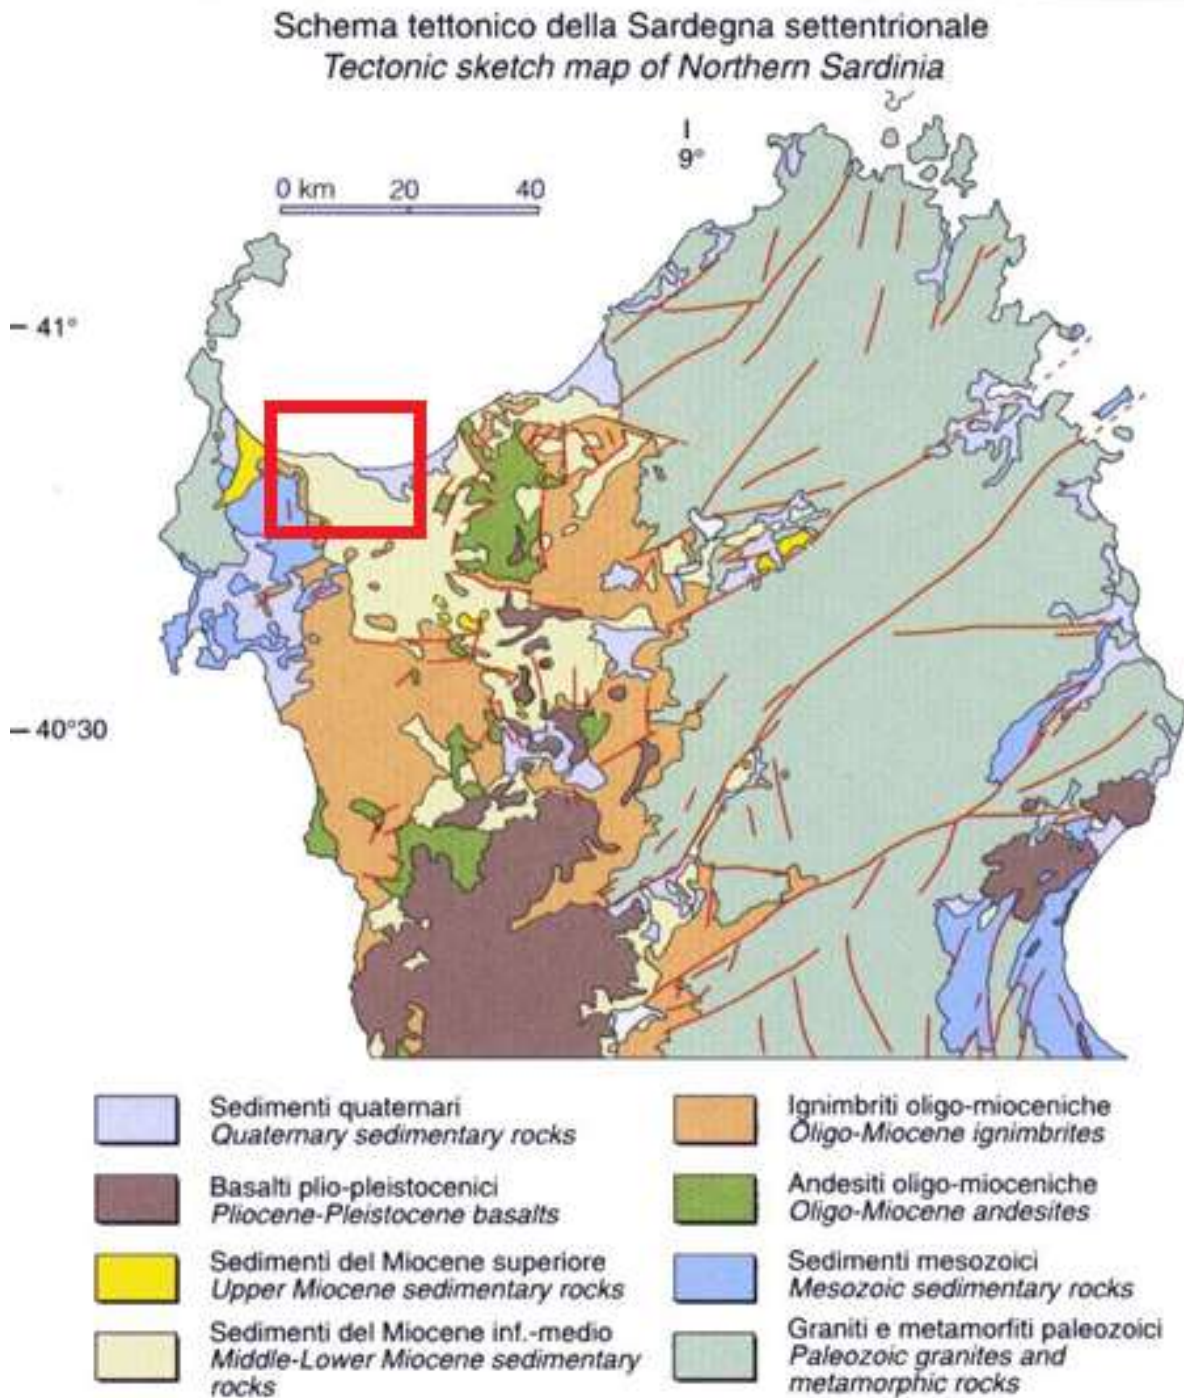 Schema tettonico della Sardegna settentrionale
Tectonic sketch map of Northern Sardinia
9°
0 km 20 40
41°
40°30
Sedimenti quaternari
Quaternary sedimentary rocks
Basalti plio-pleistocenici
Pliocene-Pleistocene basalts
Sedimenti del Miocene superiore
Upper Miocene sedimentary rocks
Sedimenti del Miocene inf.-medio
Middle-Lower Miocene sedimentary
rocks
Ignimbriti oligo-mioceniche
Oligo-Miocene ignimbrites
Andesiti oligo-mioceniche
Oligo-Miocene andesites
Sedimenti mesozoici
Mesozoic sedimentary rocks
Graniti e metamorfiti paleozoici
Paleozoic granites and
metamorphic rocks